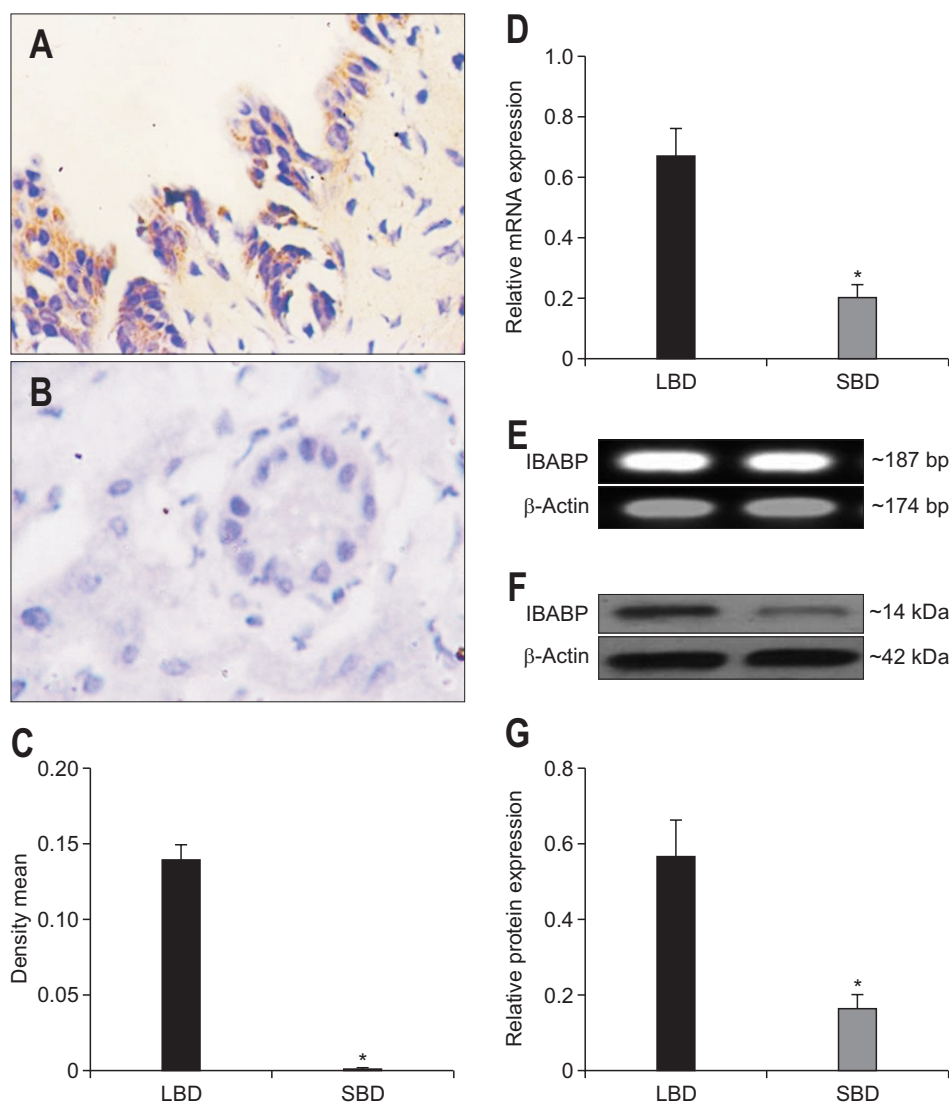 A
B
C
0.20
0.15
0.10
0.05
0
Density mean
*
LBD SBD
D
1.0
0.8
0.6
0.4
0.2
0
Relative mRNA expression
*
LBD SBD
E
IBABP ~187 bp
β-Actin ~174 bp
F
IBABP ~14 kDa
β-Actin ~42 kDa
G
0.8
0.6
0.4
0.2
0
Relative protein expression
*
LBD SBD